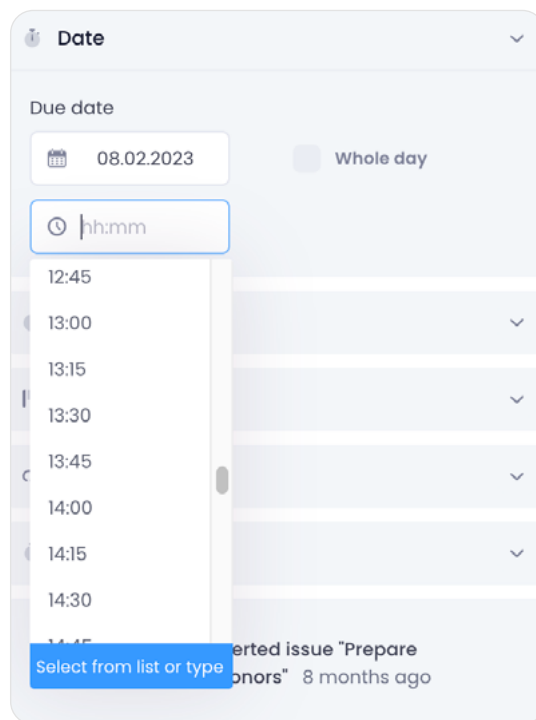 Date
Due date
08.02.2023
Whole day
hh:mm
12:45
13:00
13:15
13:30
13:45
14:00
14:15
14:30
14:45
Select from list or type
erted issue "Prepare
onors" 8 months ago